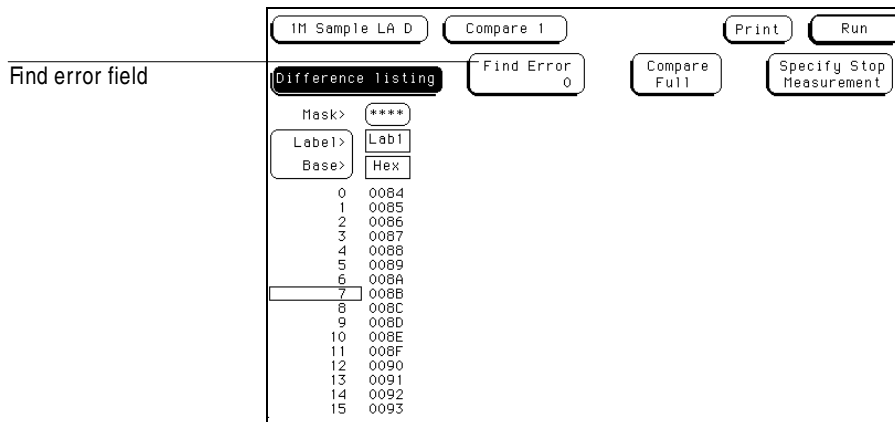 1M Sample LA D Compare 1 Print Run
Find error field
Difference listing Find Error 0 Compare Full Specify Stop Measurement
Mask> ****
Label> Lab1
Base> Hex
0 0084
1 0085
2 0086
3 0087
4 0088
5 0089
6 008A
7 008B
8 008C
9 008D
10 008E
11 008F
12 0090
13 0091
14 0092
15 0093